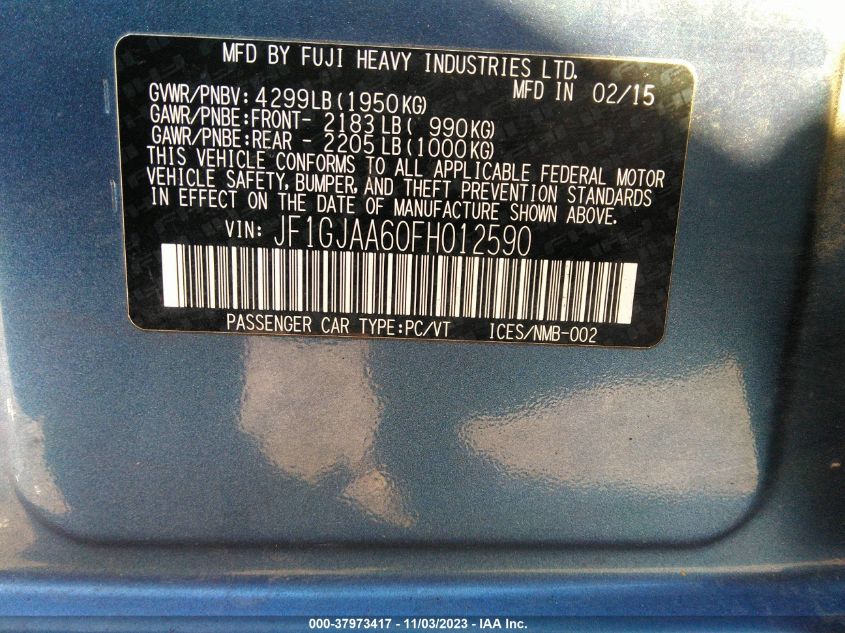 MFD BY FUJI HEAVY INDUSTRIES LTD.
MFD IN 02/15
GVWR/PNBV: 4299LB(1950KG)
GAWR/PNBE:FRONT- 2183LB( 990KG)
GAWR/PNBE:REAR - 2205LB(1000KG)
THIS VEHICLE CONFORMS TO ALL APPLICABLE FEDERAL MOTOR
VEHICLE SAFETY, BUMPER, AND THEFT PREVENTION STANDARDS
IN EFFECT ON THE DATE OF MANUFACTURE SHOWN ABOVE.
VIN: JF1GJAA60FH012590
PASSENGER CAR TYPE:PC/VT ICES/NMB-002
000-37973417 - 11/03/2023 - IAA Inc.